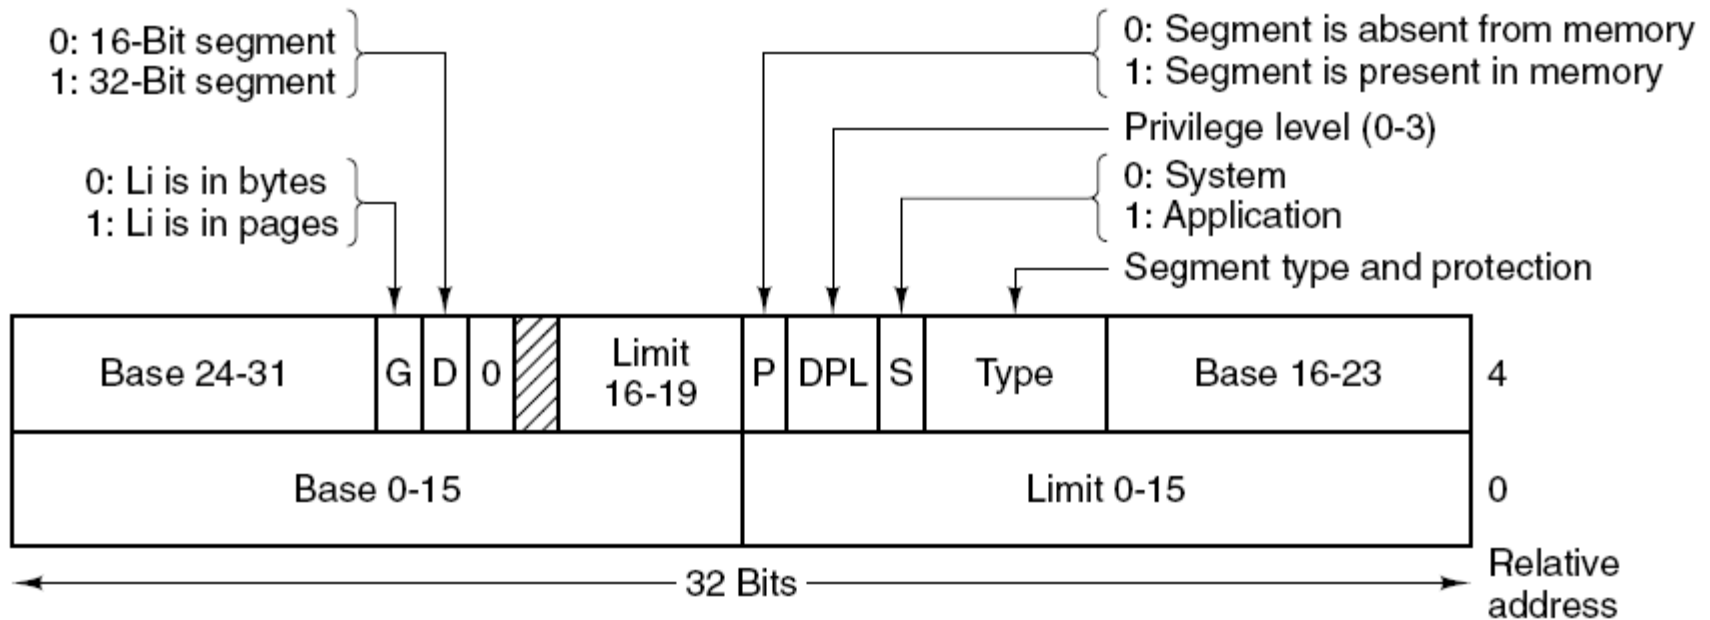 0: 16-Bit segment
1: 32-Bit segment
0: Li is in bytes
1: Li is in pages
0: Segment is absent from memory
1: Segment is present in memory
Privilege level (0-3)
0: System
1: Application
Segment type and protection
Base 24-31
G
D
0
Limit
16-19
P
DPL
S
Type
Base 16-23
4
Base 0-15
Limit 0-15
0
32 Bits
Relative
address